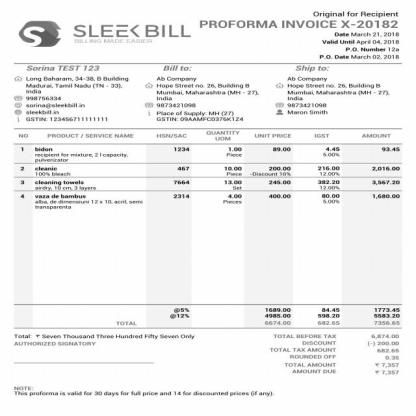 Original for Recipient
SLEEK BILL
BILLING MADE EASIER
PROFORMA INVOICE X-20182
Date March 21, 2018
Valid Until April 04, 2018
P.O. Number 12a
P.O. Date March 02, 2018
Sorina TEST 123
Long Baharam, 34-38, B Building
Madurai, Tamil Nadu (TN - 33),
India
998756334
sorina@sleekbill.in
sleekbill.in
GSTIN: 123456711111111
Bill to:
Ab Company
Hope Street no. 26, Building B
Mumbai, Maharashtra (MH - 27),
India
9873421098
Place of Supply: MH (27)
GSTIN: 09AAMFC0375K1Z4
Ship to:
Ab Company
Hope Street no. 26, Building B
Mumbai, Maharashtra (MH - 27),
India
9873421098
Maron Smith
NO PRODUCT / SERVICE NAME HSN/SAC QUANTITY UOM UNIT PRICE IGST AMOUNT
1 bidon 1234 1.00 89.00 4.45 93.45
recipient for mixture, 2 l capacity, Piece 5.00%
pulverizator
2 cleanic 467 10.00 200.00 216.00 2,016.00
100% bleach Piece -Discount 10% 12.00%
3 cleaning towels 7664 13.00 245.00 382.20 3,567.20
airdry, 10 cm, 3 layers Set 12.00%
4 vaza de bambus 2314 4.00 400.00 80.00 1,680.00
alba, de dimensiuni 12 x 10, acril, semi Pieces 5.00%
transparenta
@5% 1689.00 84.45 1773.45
@12% 4985.00 598.20 5583.20
TOTAL 6674.00 682.65 7356.65
Total: ₹ Seven Thousand Three Hundred Fifty Seven Only
AUTHORIZED SIGNATORY
TOTAL BEFORE TAX 6,874.00
DISCOUNT (-) 200.00
TOTAL TAX AMOUNT 682.65
ROUNDED OFF 0.35
TOTAL AMOUNT ₹ 7,357
AMOUNT DUE ₹ 7,357
NOTE:
This proforma is valid for 30 days for full price and 14 for discounted prices (if any).